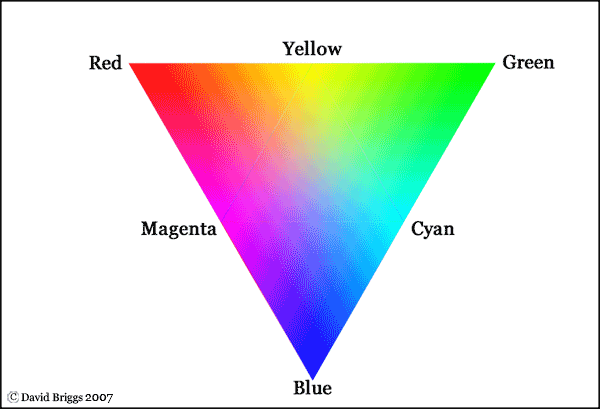 Yellow
Red
Green
Magenta
Cyan
Blue
© David Briggs 2007